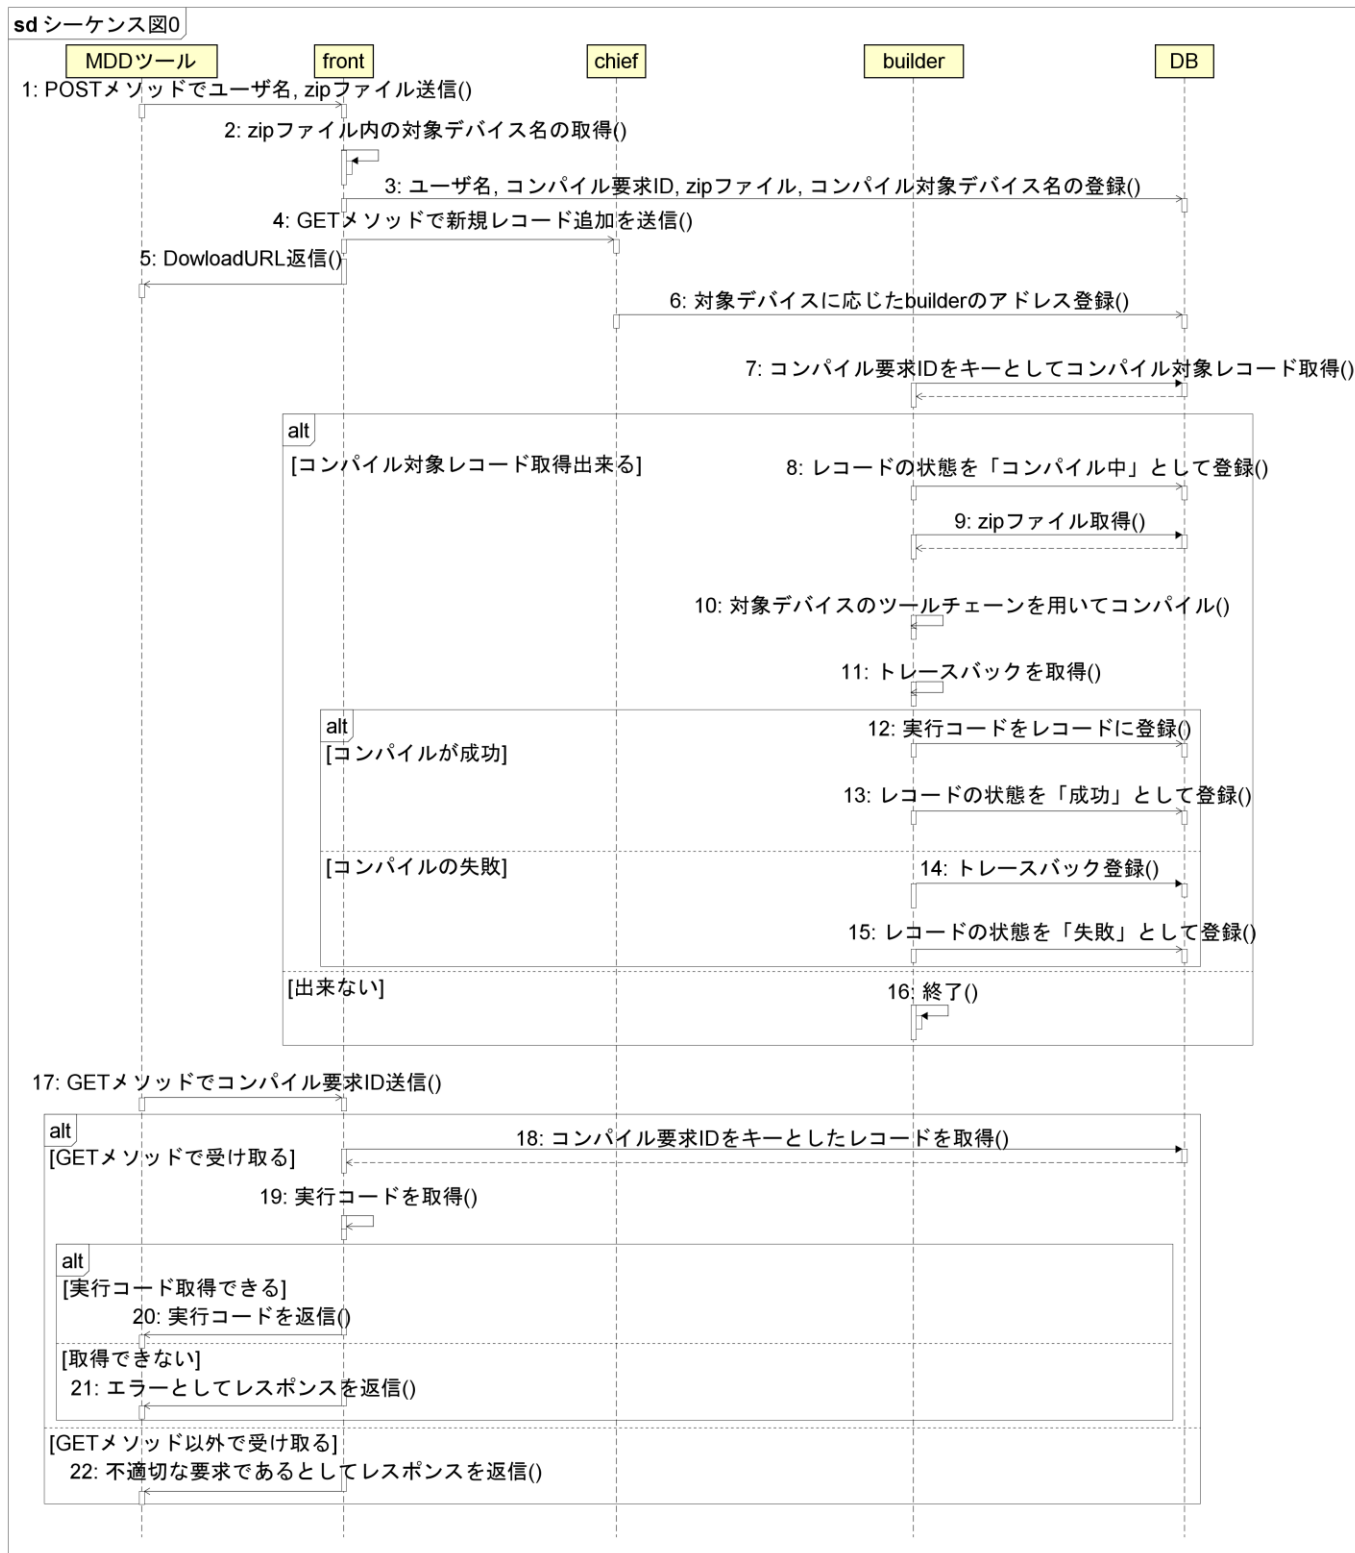 sd シーケンス図0
MDDツール
front
chief
builder
DB
1: POSTメソッドでユーザ名, zipファイル送信()
2: zipファイル内の対象デバイス名の取得()
3: ユーザ名, コンパイル要求ID, zipファイル, コンパイル対象デバイス名の登録()
4: GETメソッドで新規レコード追加を送信()
5: DowloadURL返信()
6: 対象デバイスに応じたbuilderのアドレス登録()
7: コンパイル要求IDをキーとしてコンパイル対象レコード取得()
alt
[コンパイル対象レコード取得出来る]
8: レコードの状態を「コンパイル中」として登録()
9: zipファイル取得()
10: 対象デバイスのツールチェーンを用いてコンパイル()
11: トレースバックを取得()
alt
[コンパイルが成功]
12: 実行コードをレコードに登録()
13: レコードの状態を「成功」として登録()
[コンパイルの失敗]
14: トレースバック登録()
15: レコードの状態を「失敗」として登録()
[出来ない]
16: 終了()
17: GETメソッドでコンパイル要求ID送信()
alt
[GETメソッドで受け取る]
18: コンパイル要求IDをキーとしたレコードを取得()
19: 実行コードを取得()
alt
[実行コード取得できる]
20: 実行コードを返信()
[取得できない]
21: エラーとしてレスポンスを返信()
[GETメソッド以外で受け取る]
22: 不適切な要求であるとしてレスポンスを返信()